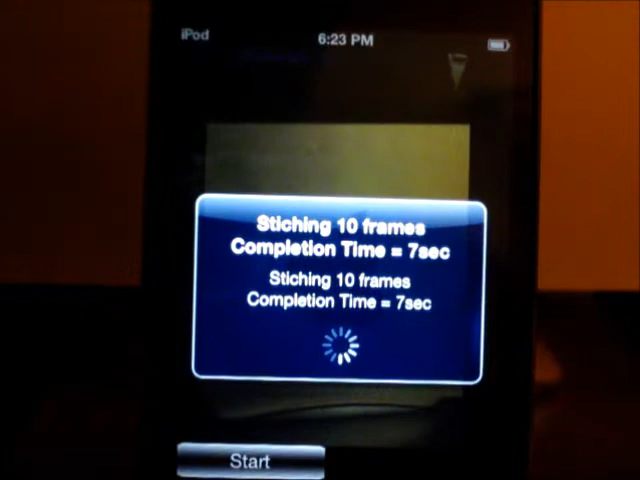 iPod 6:23 PM
Stiching 10 frames
Completion Time = 7sec
Stiching 10 frames
Completion Time = 7sec
Start